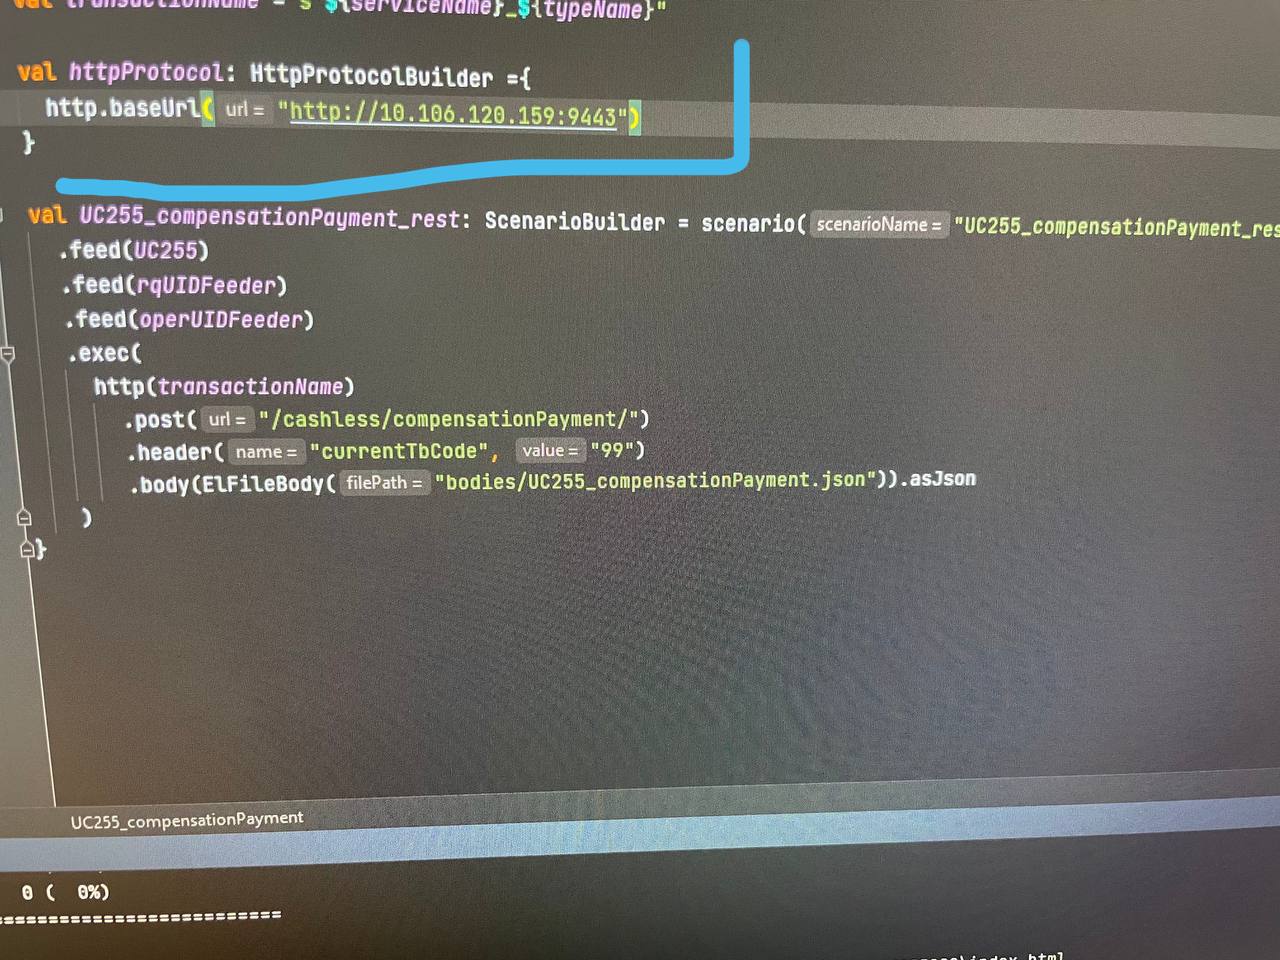 val transactionName = s"${serviceName}_${typeName}"
val httpProtocol: HttpProtocolBuilder ={
http.baseUrl( url = "http://10.106.120.159:9443")
}
val UC255_compensationPayment_rest: ScenarioBuilder = scenario( scenarioName = "UC255_compensationPayment_res
.feed(UC255)
.feed(rqUIDFeeder)
.feed(operUIDFeeder)
.exec(
http(transactionName)
.post( url = "/cashless/compensationPayment/")
.header( name = "currentTbCode", value = "99")
.body(ElFileBody( filePath = "bodies/UC255_compensationPayment.json")).asJson
)
}
UC255_compensationPayment
0 ( 0%)
===========================
\index.html